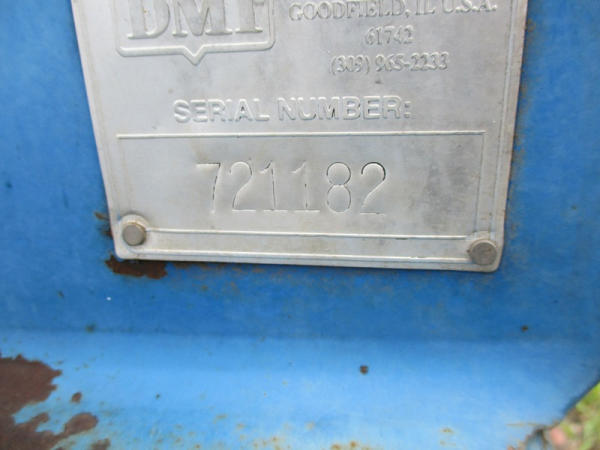 DMI
GOODFIELD, IL U.S.A.
61742
(309) 965-2233
SERIAL NUMBER:
721182